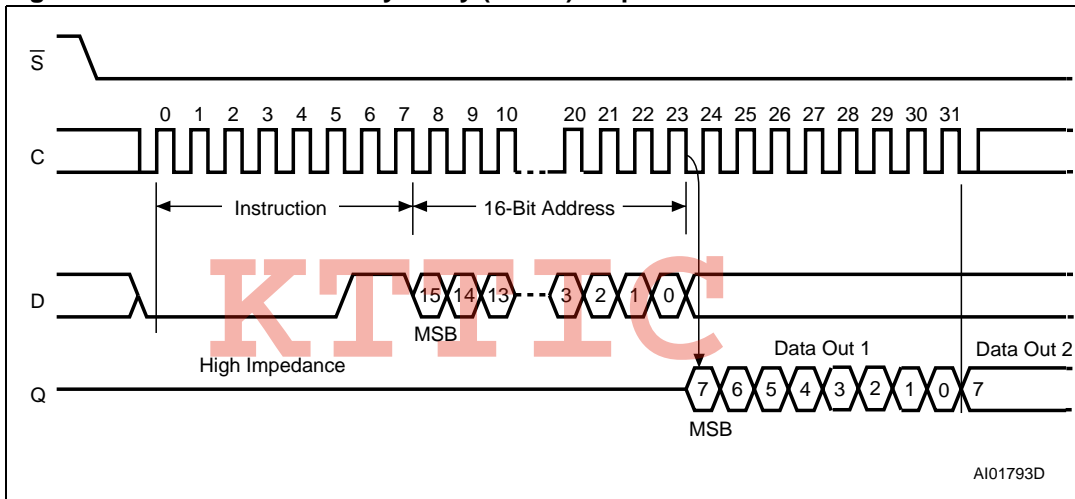 S
0 1 2 3 4 5 6 7 8 9 10 20 21 22 23 24 25 26 27 28 29 30 31
C
Instruction 16-Bit Address
D 15 14 13 3 2 1 0
KTTIC
MSB
High Impedance Data Out 1 Data Out 2
Q 7 6 5 4 3 2 1 0 7
MSB
AI01793D